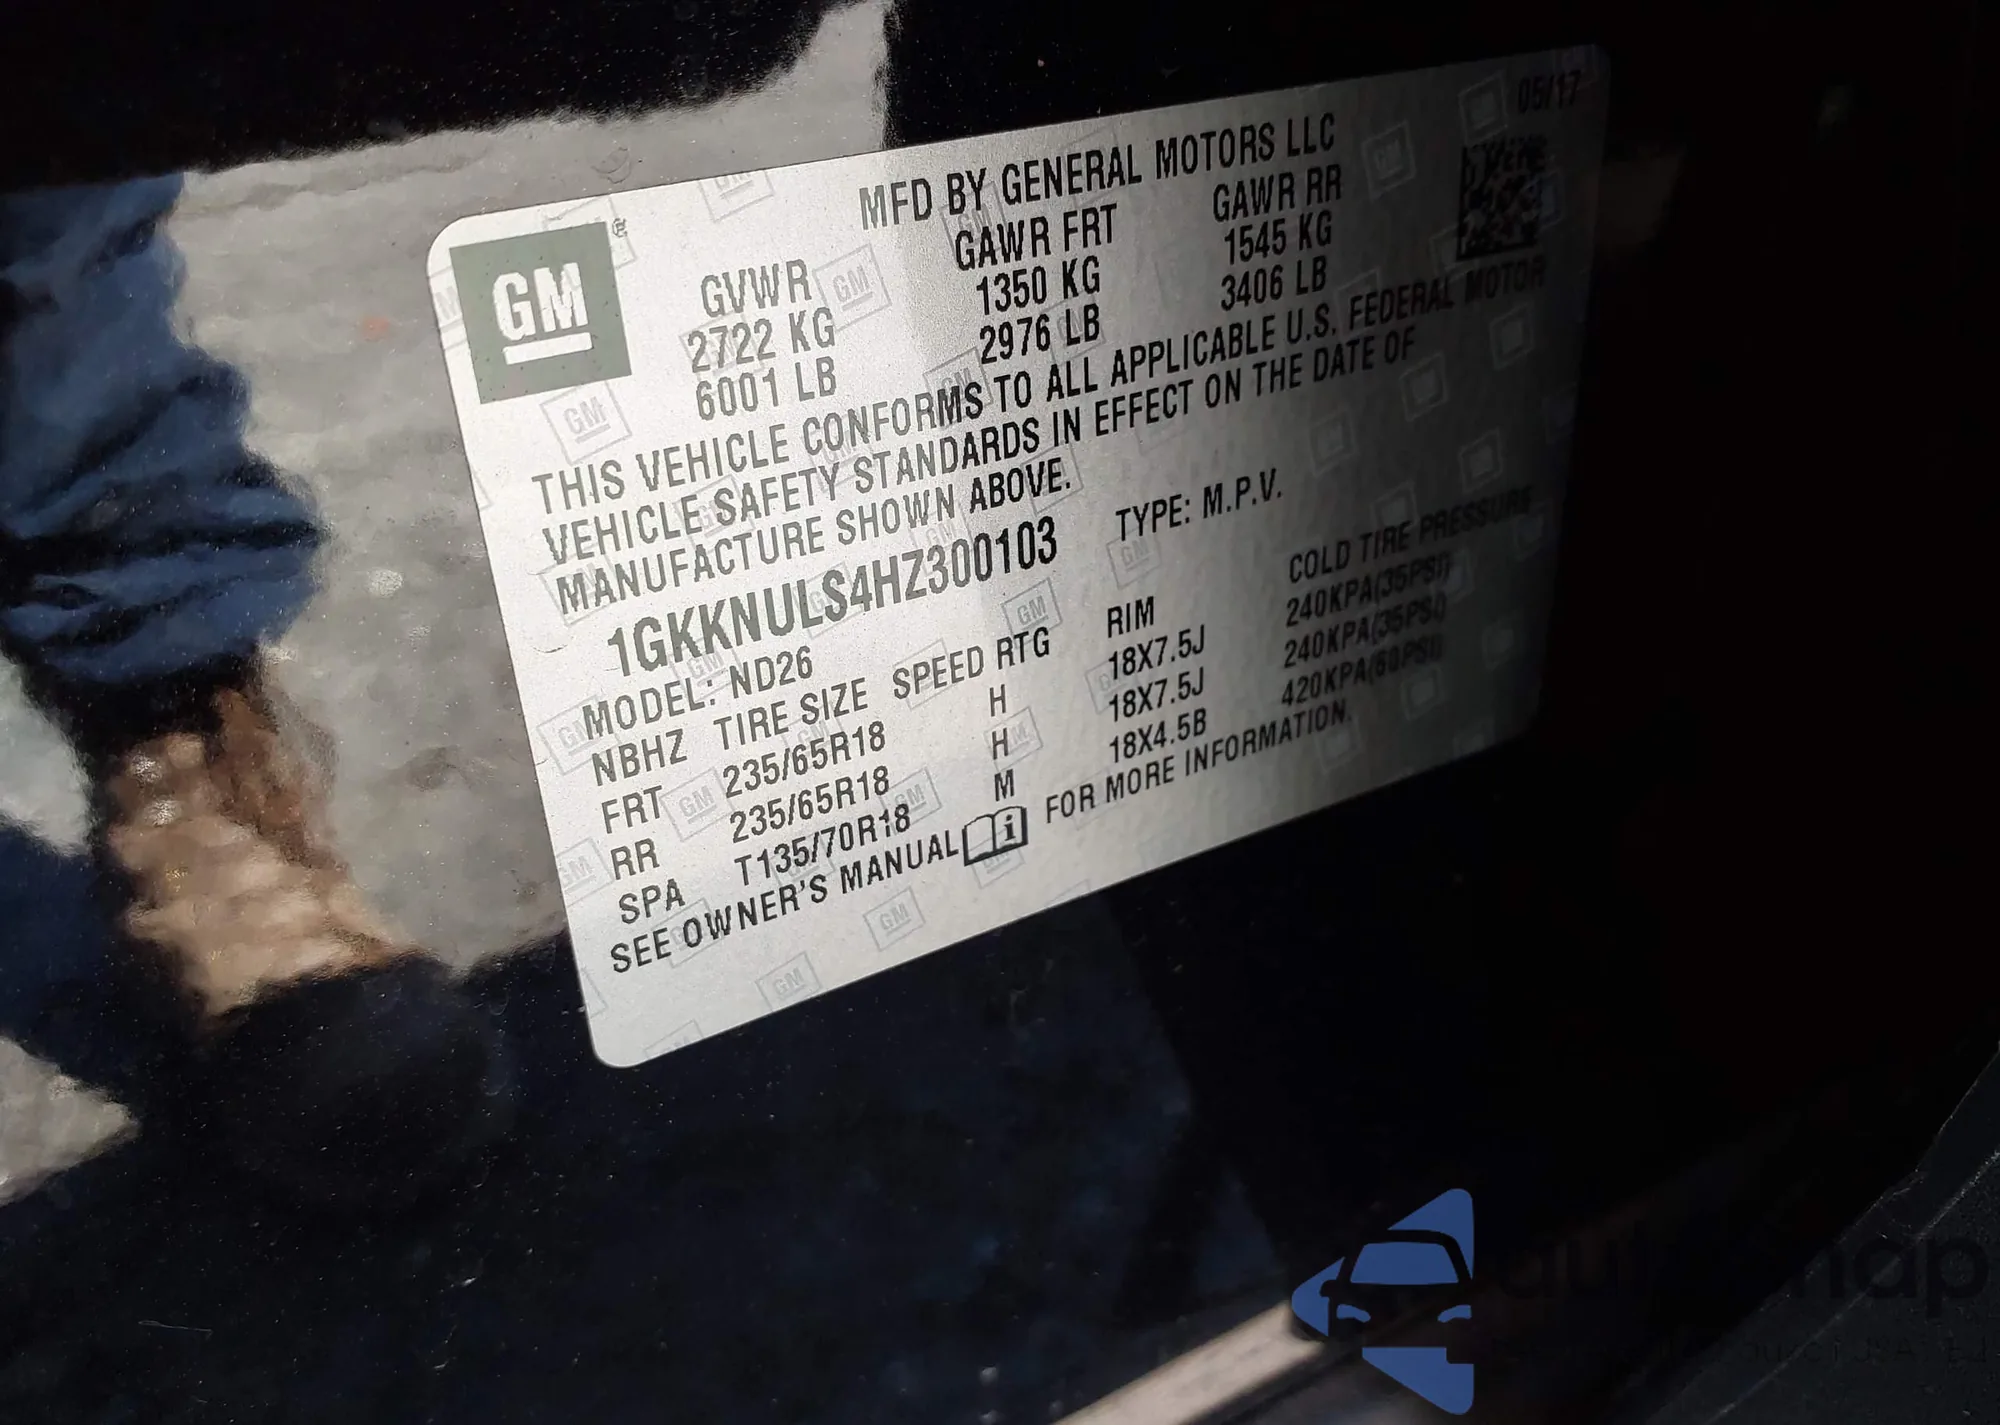 05/17
MFD BY GENERAL MOTORS LLC
GM ®
GVWR GAWR FRT GAWR RR
2722 KG 1350 KG 1545 KG
6001 LB 2976 LB 3406 LB
THIS VEHICLE CONFORMS TO ALL APPLICABLE U.S. FEDERAL MOTOR
VEHICLE SAFETY STANDARDS IN EFFECT ON THE DATE OF
MANUFACTURE SHOWN ABOVE.
1GKKNULS4HZ300103 TYPE: M.P.V.
MODEL: ND26
NBHZ TIRE SIZE SPEED RTG RIM COLD TIRE PRESSURE
FRT 235/65R18 H 18X7.5J 240KPA(35PSI)
RR 235/65R18 H 18X7.5J 240KPA(35PSI)
SPA T135/70R18 M 18X4.5B 420KPA(60PSI)
SEE OWNER'S MANUAL FOR MORE INFORMATION.